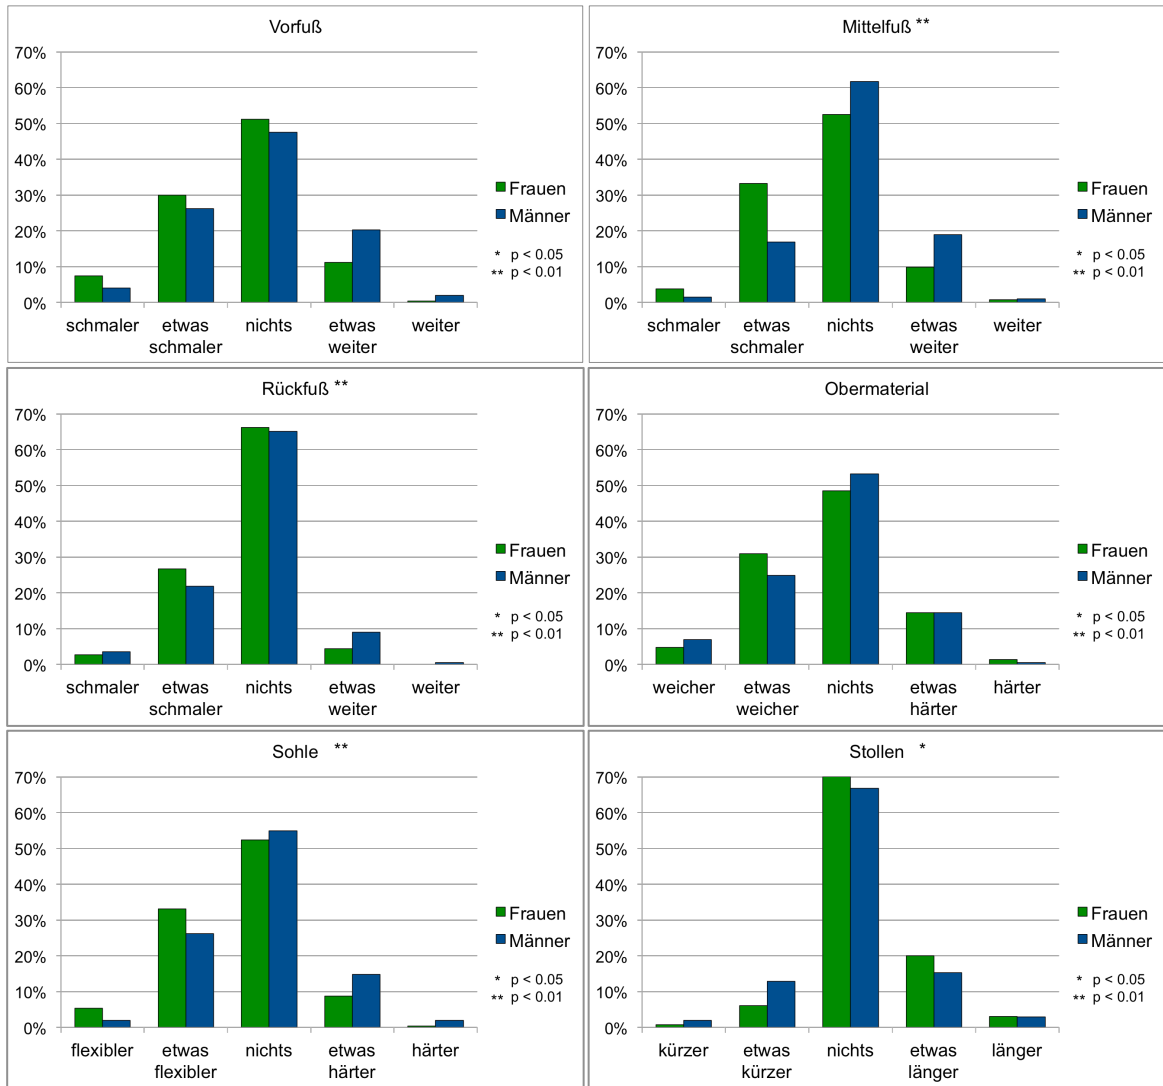 Vorfuß
70%
60%
50%
40%
30%
20%
10%
0%
schmaler etwas schmaler nichts etwas weiter weiter
Frauen
Männer
* p < 0.05
** p < 0.01
Mittelfuß **
70%
60%
50%
40%
30%
20%
10%
0%
schmaler etwas schmaler nichts etwas weiter weiter
Frauen
Männer
* p < 0.05
** p < 0.01
Rückfuß **
70%
60%
50%
40%
30%
20%
10%
0%
schmaler etwas schmaler nichts etwas weiter weiter
Frauen
Männer
* p < 0.05
** p < 0.01
Obermaterial
70%
60%
50%
40%
30%
20%
10%
0%
weicher etwas weicher nichts etwas härter härter
Frauen
Männer
* p < 0.05
** p < 0.01
Sohle **
70%
60%
50%
40%
30%
20%
10%
0%
flexibler etwas flexibler nichts etwas härter härter
Frauen
Männer
* p < 0.05
** p < 0.01
Stollen *
70%
60%
50%
40%
30%
20%
10%
0%
kürzer etwas kürzer nichts etwas länger länger
Frauen
Männer
* p < 0.05
** p < 0.01